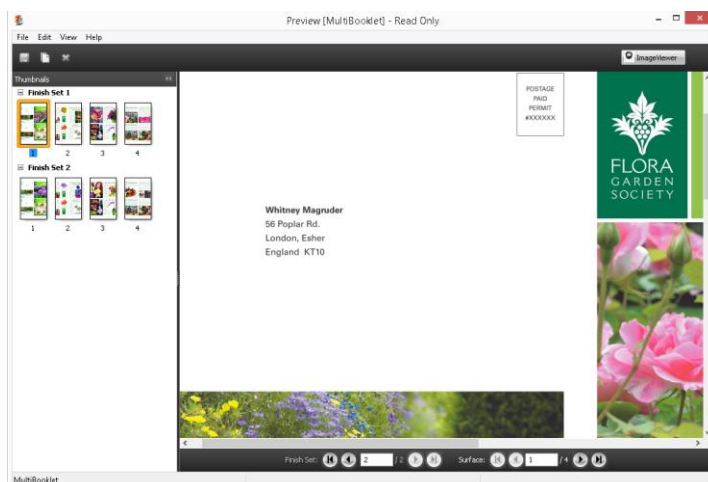 Preview [MultiBooklet] - Read Only
File Edit View Help
ImageViewer
Thumbnails
Finish Set 1
1 2 3 4
Finish Set 2
1 2 3 4
POSTAGE
PAID
PERMIT
#XXXXXX
FLORA
GARDEN
SOCIETY
Whitney Magruder
56 Poplar Rd.
London, Esher
England KT10
Finish Set: 2 / 2 Surface: 1 / 4
MultiBooklet